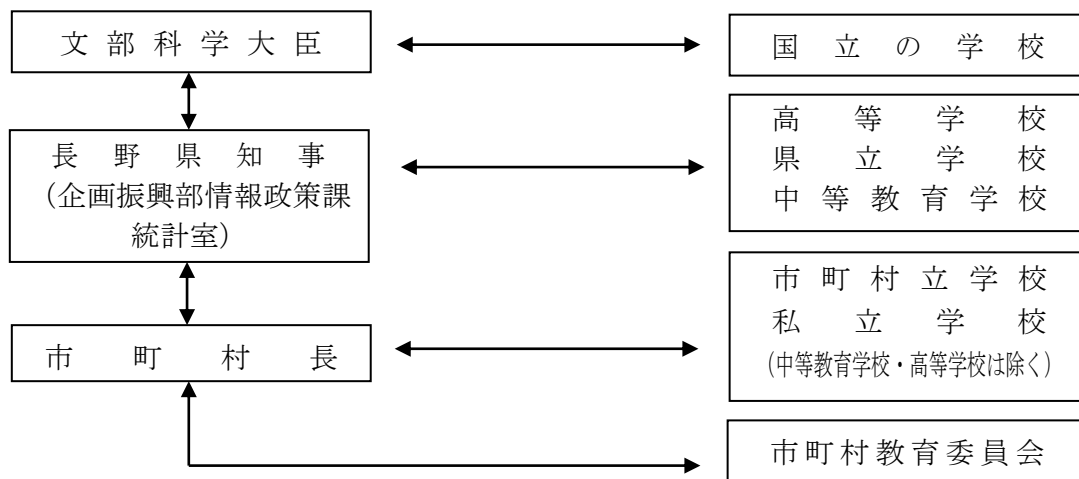 文部科学大臣
国立の学校
長野県知事
（企画振興部情報政策課
統計室）
高等学校
県立学校
中等教育学校
市町村長
市町村立学校
私立学校
（中等教育学校・高等学校は除く）
市町村教育委員会